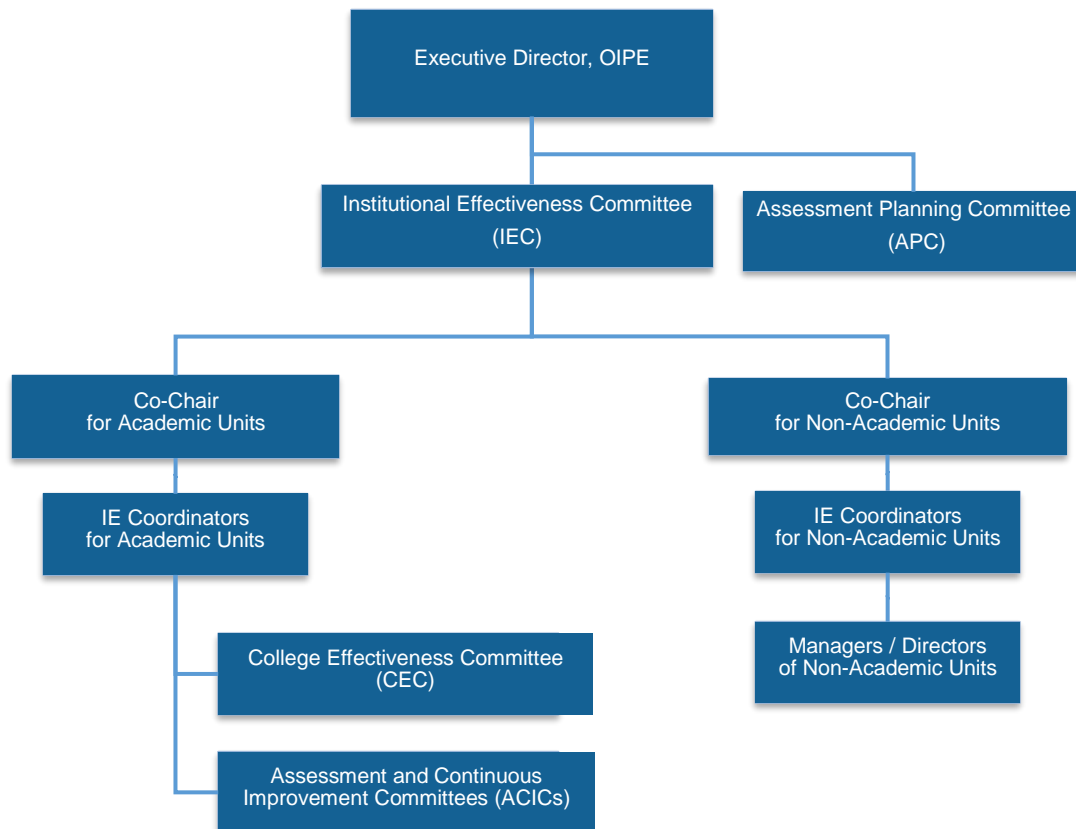 Executive Director, OIPE
Institutional Effectiveness Committee
(IEC)
Assessment Planning Committee
(APC)
Co-Chair
for Academic Units
Co-Chair
for Non-Academic Units
IE Coordinators
for Academic Units
IE Coordinators
for Non-Academic Units
College Effectiveness Committee
(CEC)
Managers / Directors
of Non-Academic Units
Assessment and Continuous
Improvement Committees (ACICs)